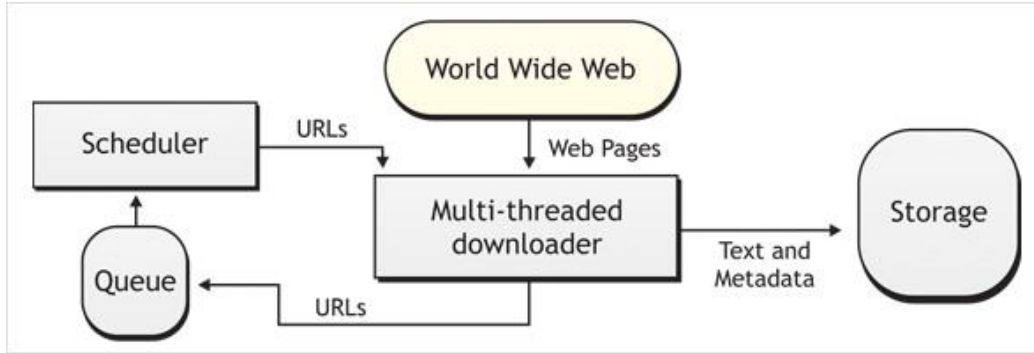 World Wide Web
Scheduler
URLs
Web Pages
Multi-threaded
downloader
Storage
Text and
Metadata
Queue
URLs